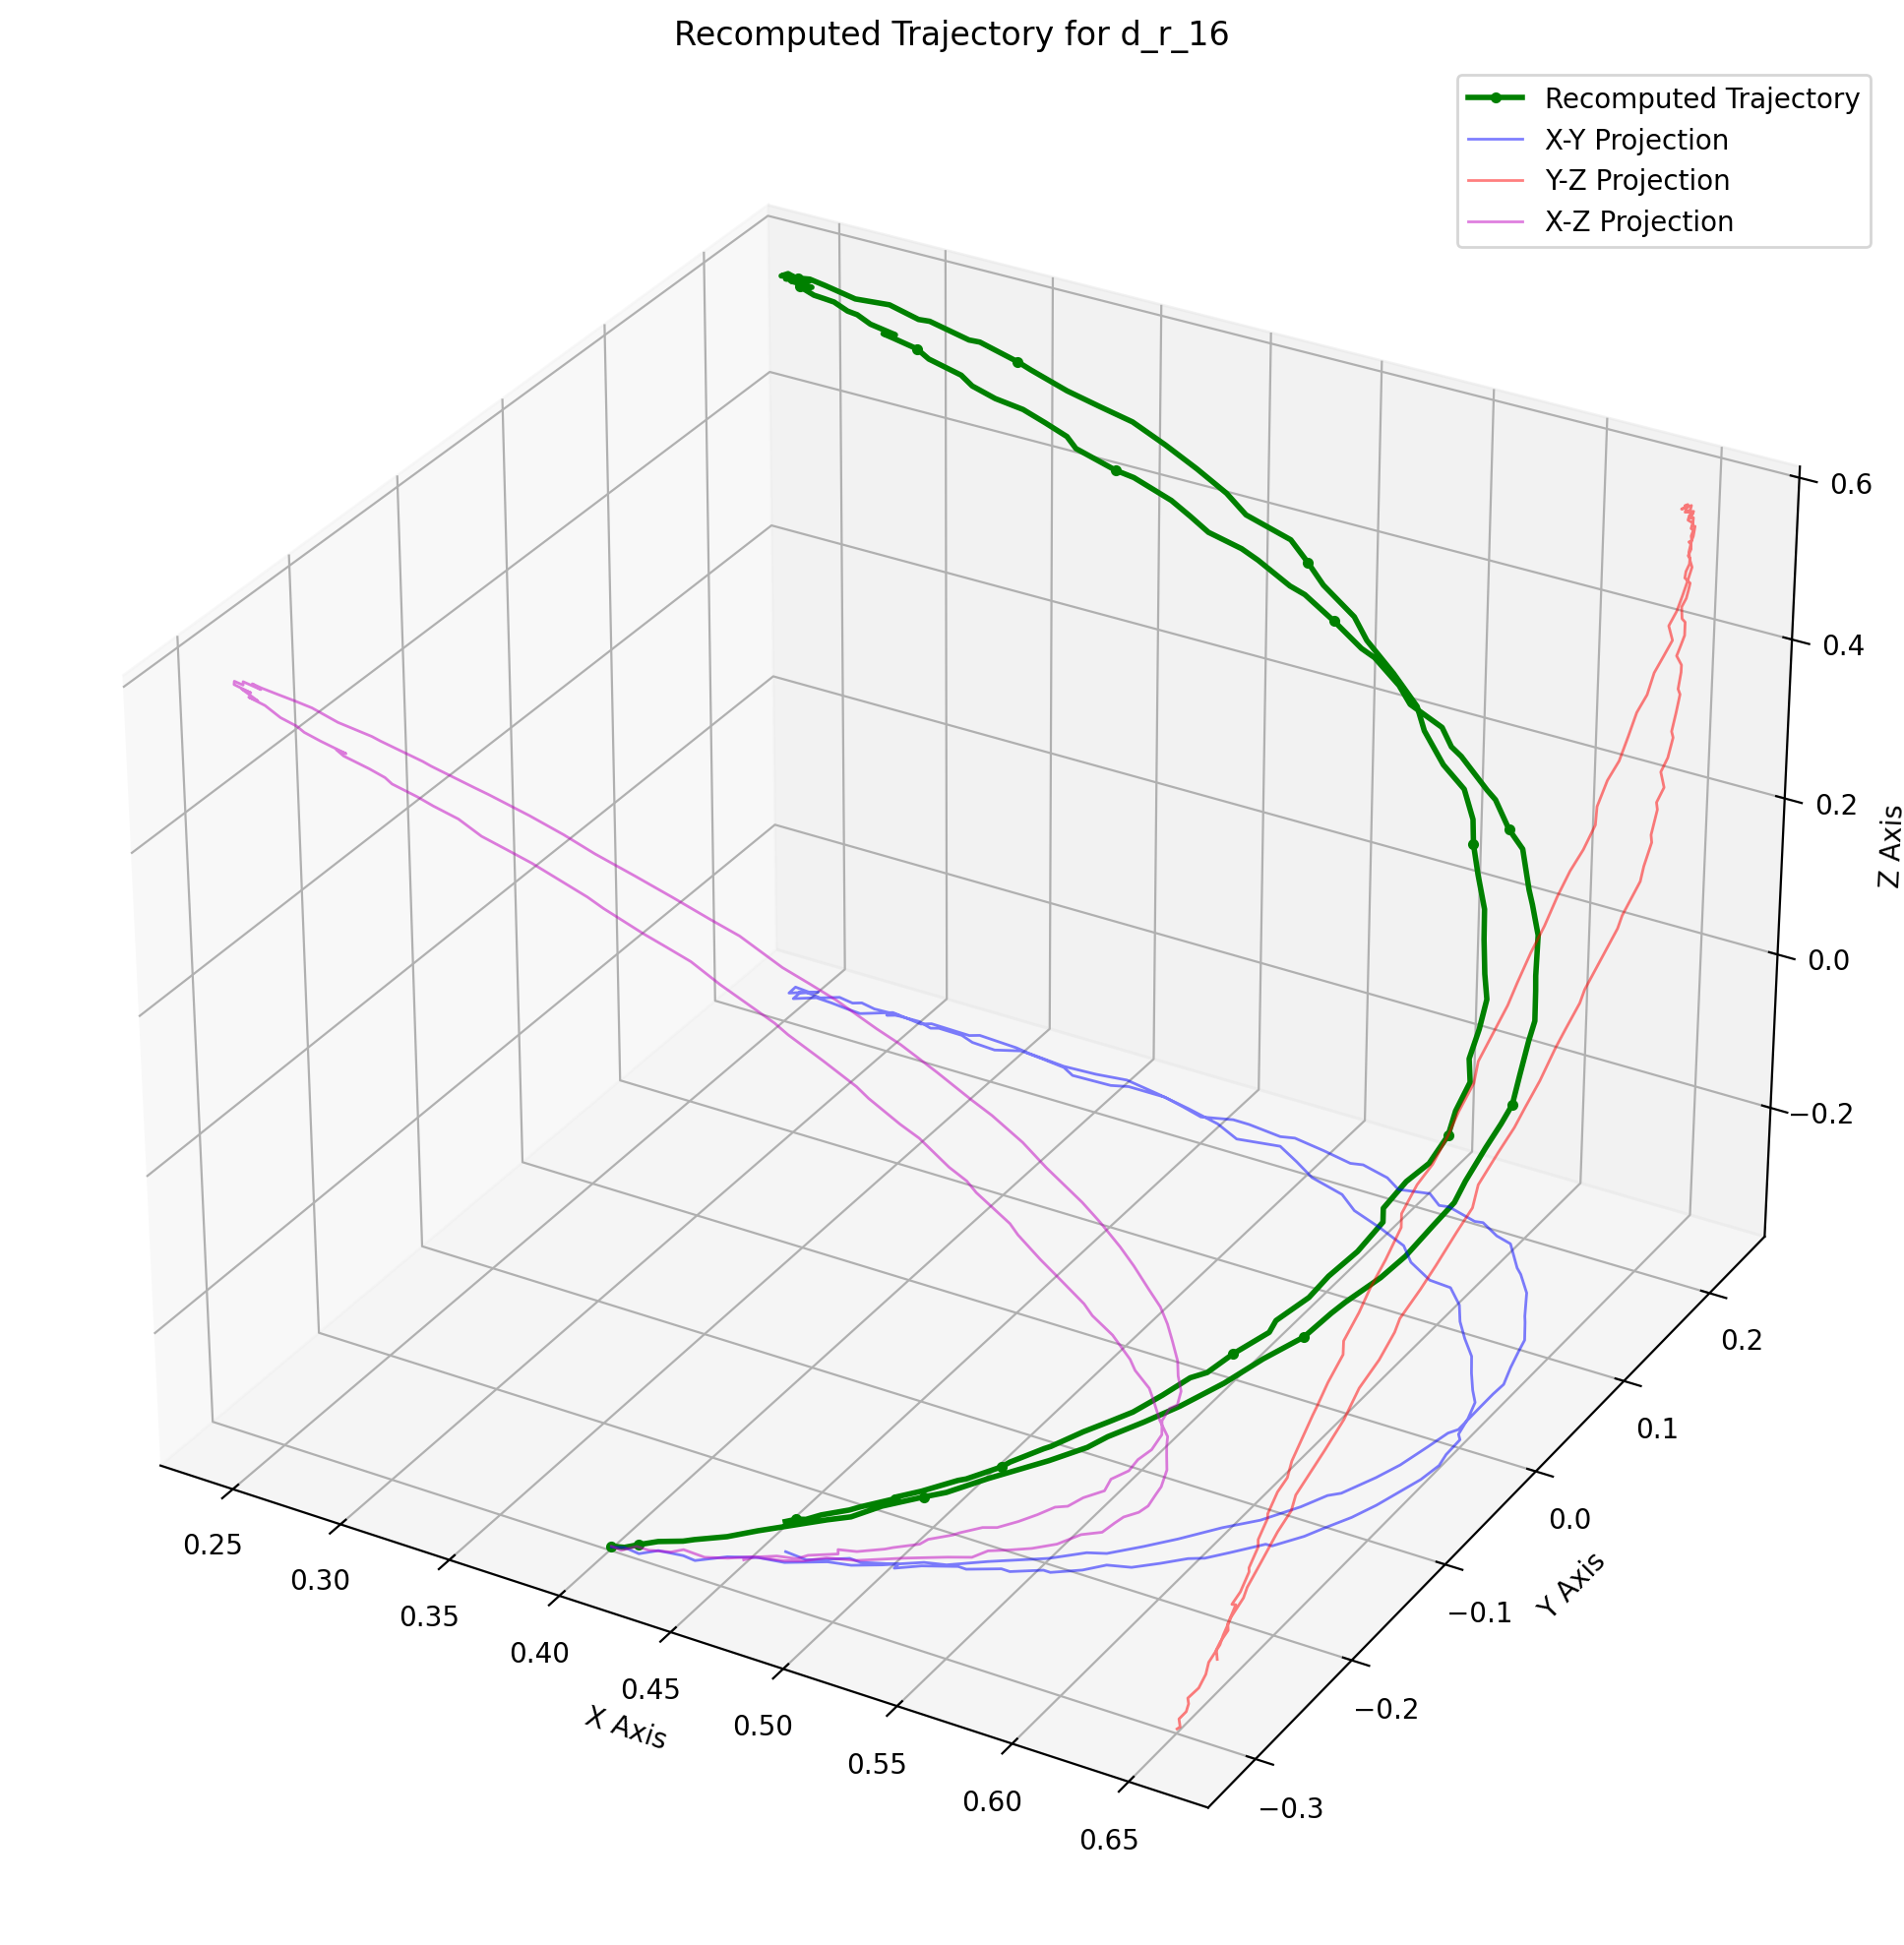 Recomputed Trajectory for d_r_16
Recomputed Trajectory
X-Y Projection
Y-Z Projection
X-Z Projection
0.6
0.4
0.2
0.0
−0.2
Z Axis
0.2
0.1
0.0
−0.1
−0.2
−0.3
Y Axis
0.25
0.30
0.35
0.40
0.45
0.50
0.55
0.60
0.65
X Axis